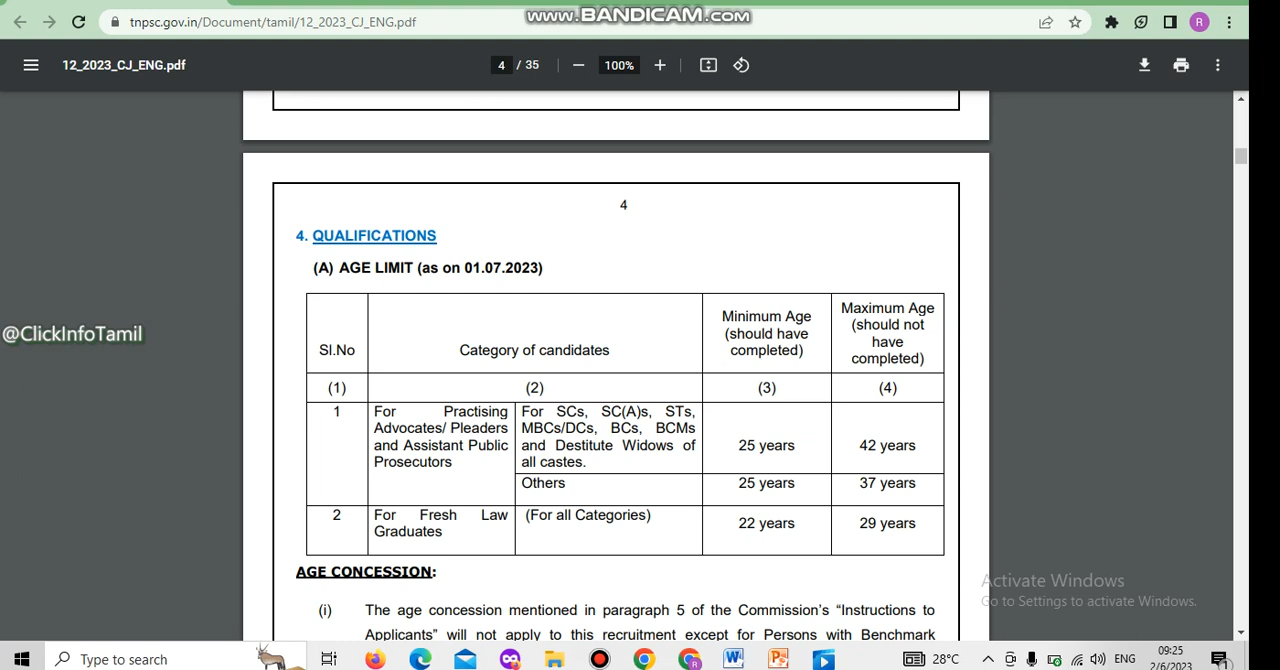 www.BANDICAM.com
tnpsc.gov.in/Document/tamil/12_2023_CJ_ENG.pdf
R
12_2023_CJ_ENG.pdf
4 / 35
100%
4
4. QUALIFICATIONS
(A) AGE LIMIT (as on 01.07.2023)
Sl.No
Category of candidates
Minimum Age
(should have
completed)
Maximum Age
(should not
have
completed)
(1)
(2)
(3)
(4)
1
For Practising
Advocates/ Pleaders
and Assistant Public
Prosecutors
For SCs, SC(A)s, STs,
MBCs/DCs, BCs, BCMs
and Destitute Widows of
all castes.
25 years
42 years
Others
25 years
37 years
2
For Fresh Law
Graduates
(For all Categories)
22 years
29 years
AGE CONCESSION:
(i) The age concession mentioned in paragraph 5 of the Commission's “Instructions to
Applicants” will not apply to this recruitment except for Persons with Benchmark
@ClickInfoTamil
Activate Windows
Go to Settings to activate Windows.
Type to search
28°C
ENG
09:25
2/6/2023
1